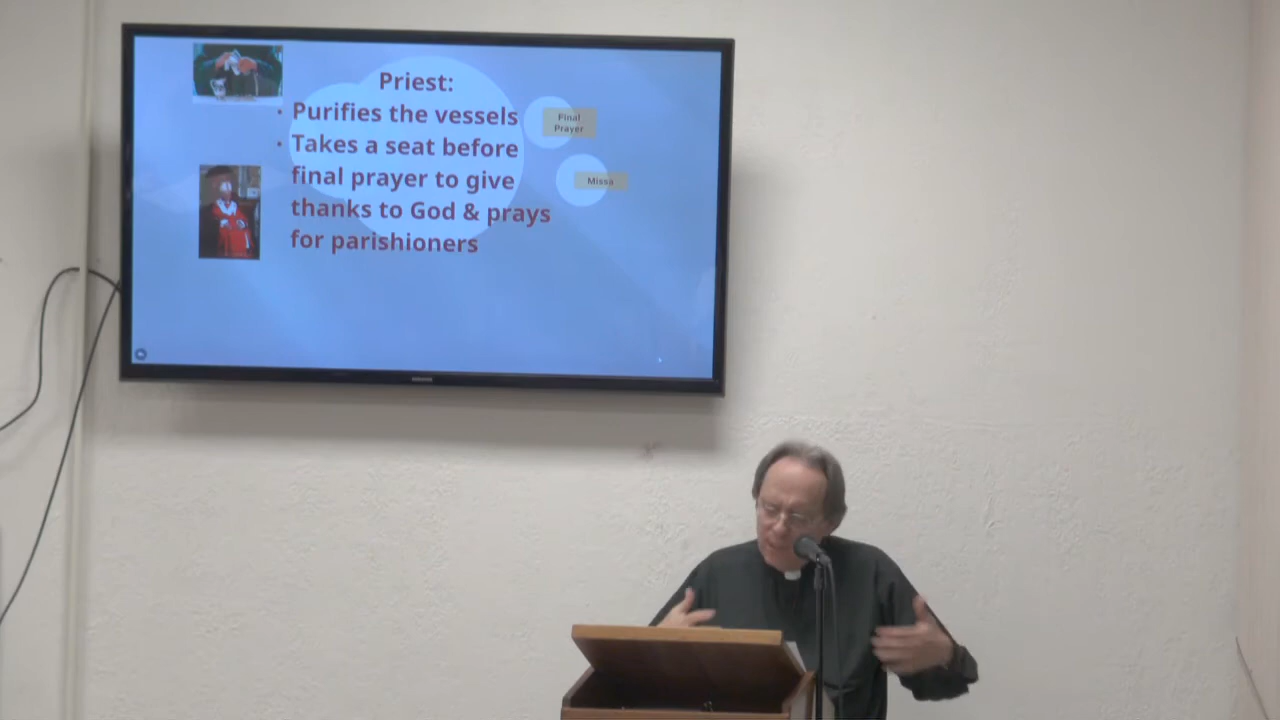 Priest:
· Purifies the vessels
· Takes a seat before
final prayer to give
thanks to God & prays
for parishioners
Final
Prayer
Missa